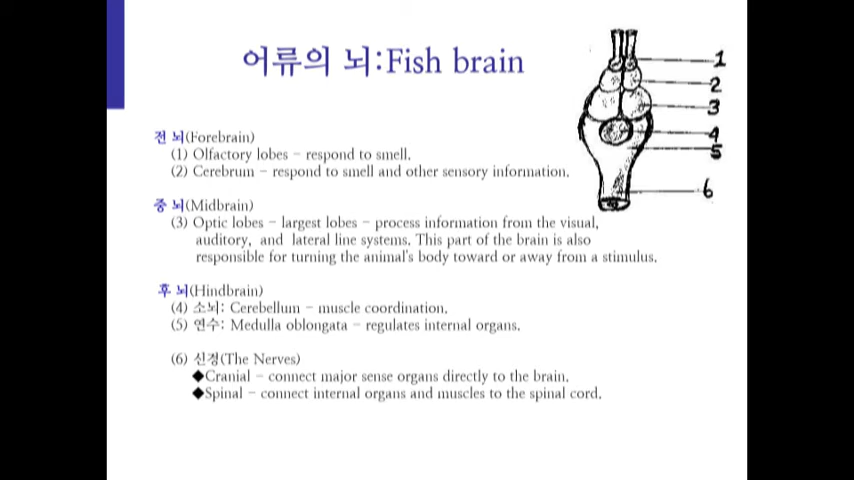 어류의 뇌:Fish brain
1
2
3
4
5
6
전 뇌(Forebrain)
(1) Olfactory lobes - respond to smell.
(2) Cerebrum - respond to smell and other sensory information.
중 뇌(Midbrain)
(3) Optic lobes - largest lobes - process information from the visual,
auditory, and lateral line systems. This part of the brain is also
responsible for turning the animal's body toward or away from a stimulus.
후 뇌(Hindbrain)
(4) 소뇌: Cerebellum - muscle coordination.
(5) 연수: Medulla oblongata - regulates internal organs.
(6) 신경(The Nerves)
◆Cranial - connect major sense organs directly to the brain.
◆Spinal - connect internal organs and muscles to the spinal cord.